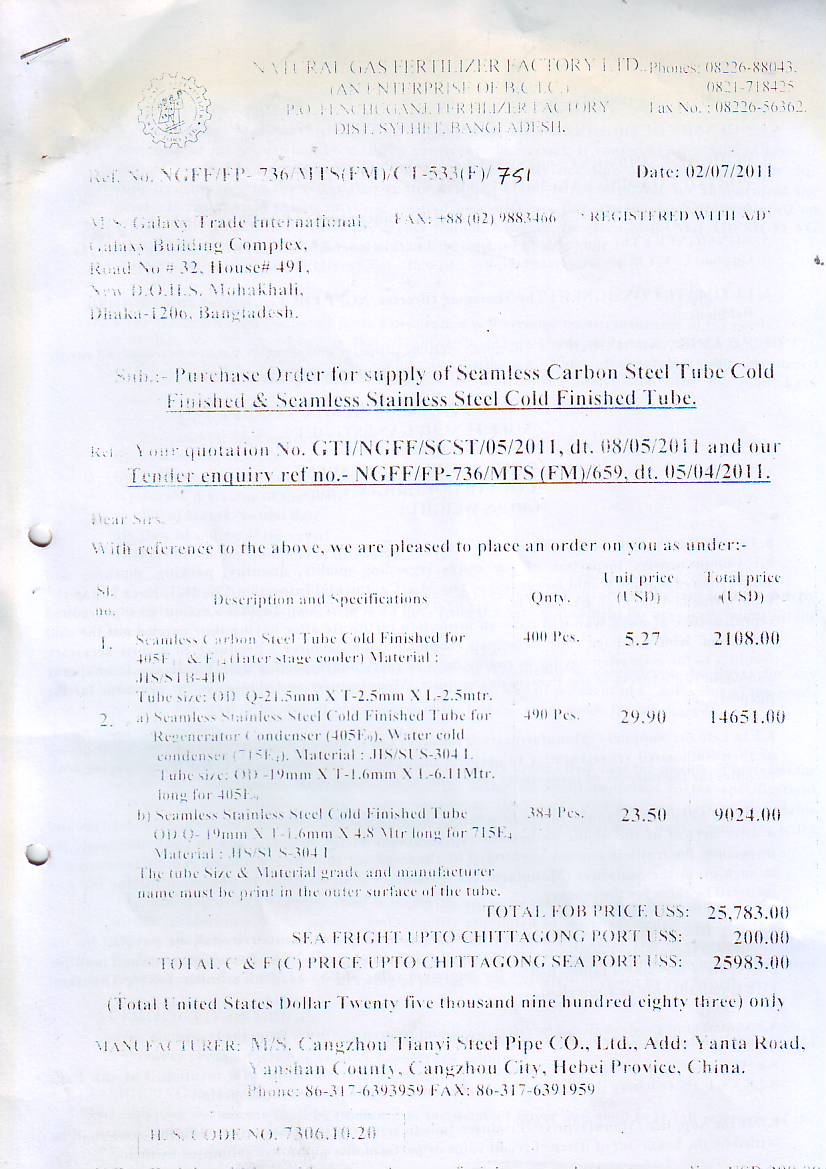 NATURAL GAS FERTILIZER FACTORY LTD. Phones: 08226-88043.
(AN ENTERPRISE OF B.C.I.C.) 0821-718425
P.O. FENCHUGANJ FERTILIZER FACTORY Fax No. : 08226-56362.
DIST. SYLHET, BANGLADESH.
Ref. No. NGFF/FP- 736/MTS(FM)/CT-533(F)/ 751 Date: 02/07/2011
M/S. Galaxy Trade International, FAX: +88 (02) 9883466 ' REGISTERED WITH A/D'
Galaxy Building Complex,
Road No # 32, House# 491,
New D.O.H.S. Mohakhali,
Dhaka-1206, Bangladesh.
Sub.:- Purchase Order for supply of Seamless Carbon Steel Tube Cold
Finished & Seamless Stainless Steel Cold Finished Tube.
Ref : Your quotation No. GTI/NGFF/SCST/05/2011, dt. 08/05/2011 and our
Tender enquiry ref no.- NGFF/FP-736/MTS (FM)/659, dt. 05/04/2011.
Dear Sirs,
With reference to the above, we are pleased to place an order on you as under:-
Sl. no. Description and Specifications Qnty. Unit price (USD) Total price (USD)
1. Seamless Carbon Steel Tube Cold Finished for 400 Pcs. 5.27 2108.00
405E & E (Inter stage cooler) Material :
JIS/STB-410
Tube size: OD Q-21.5mm X T-2.5mm X L-2.5mtr.
2. a) Seamless Stainless Steel Cold Finished Tube for 490 Pcs. 29.90 14651.00
Regenerator Condenser (405E9), Water cold
condenser (715E4). Material : JIS/SUS-304 L
Tube size: OD -19mm X T-1.6mm X L-6.11Mtr.
long for 405E9
b) Seamless Stainless Steel Cold Finished Tube 384 Pcs. 23.50 9024.00
OD Q- 19mm X T-1.6mm X 4.8 Mtr long for 715E4
Material : JIS/SUS-304 L
The tube Size & Material grade and manufacturer
name must be print in the outer surface of the tube.
TOTAL FOB PRICE US$: 25,783.00
SEA FRIGHT UPTO CHITTAGONG PORT US$: 200.00
TOTAL C & F (C) PRICE UPTO CHITTAGONG SEA PORT US$: 25983.00
(Total United States Dollar Twenty five thousand nine hundred eighty three) only
MANUFACTURER: M/S. Cangzhou Tianyi Steel Pipe CO., Ltd., Add: Yanta Road,
Yanshan County, Cangzhou City, Hebei Provice, China.
Phone: 86-317-6393959 FAX: 86-317-6391959
H. S. CODE NO. 7306.10.20